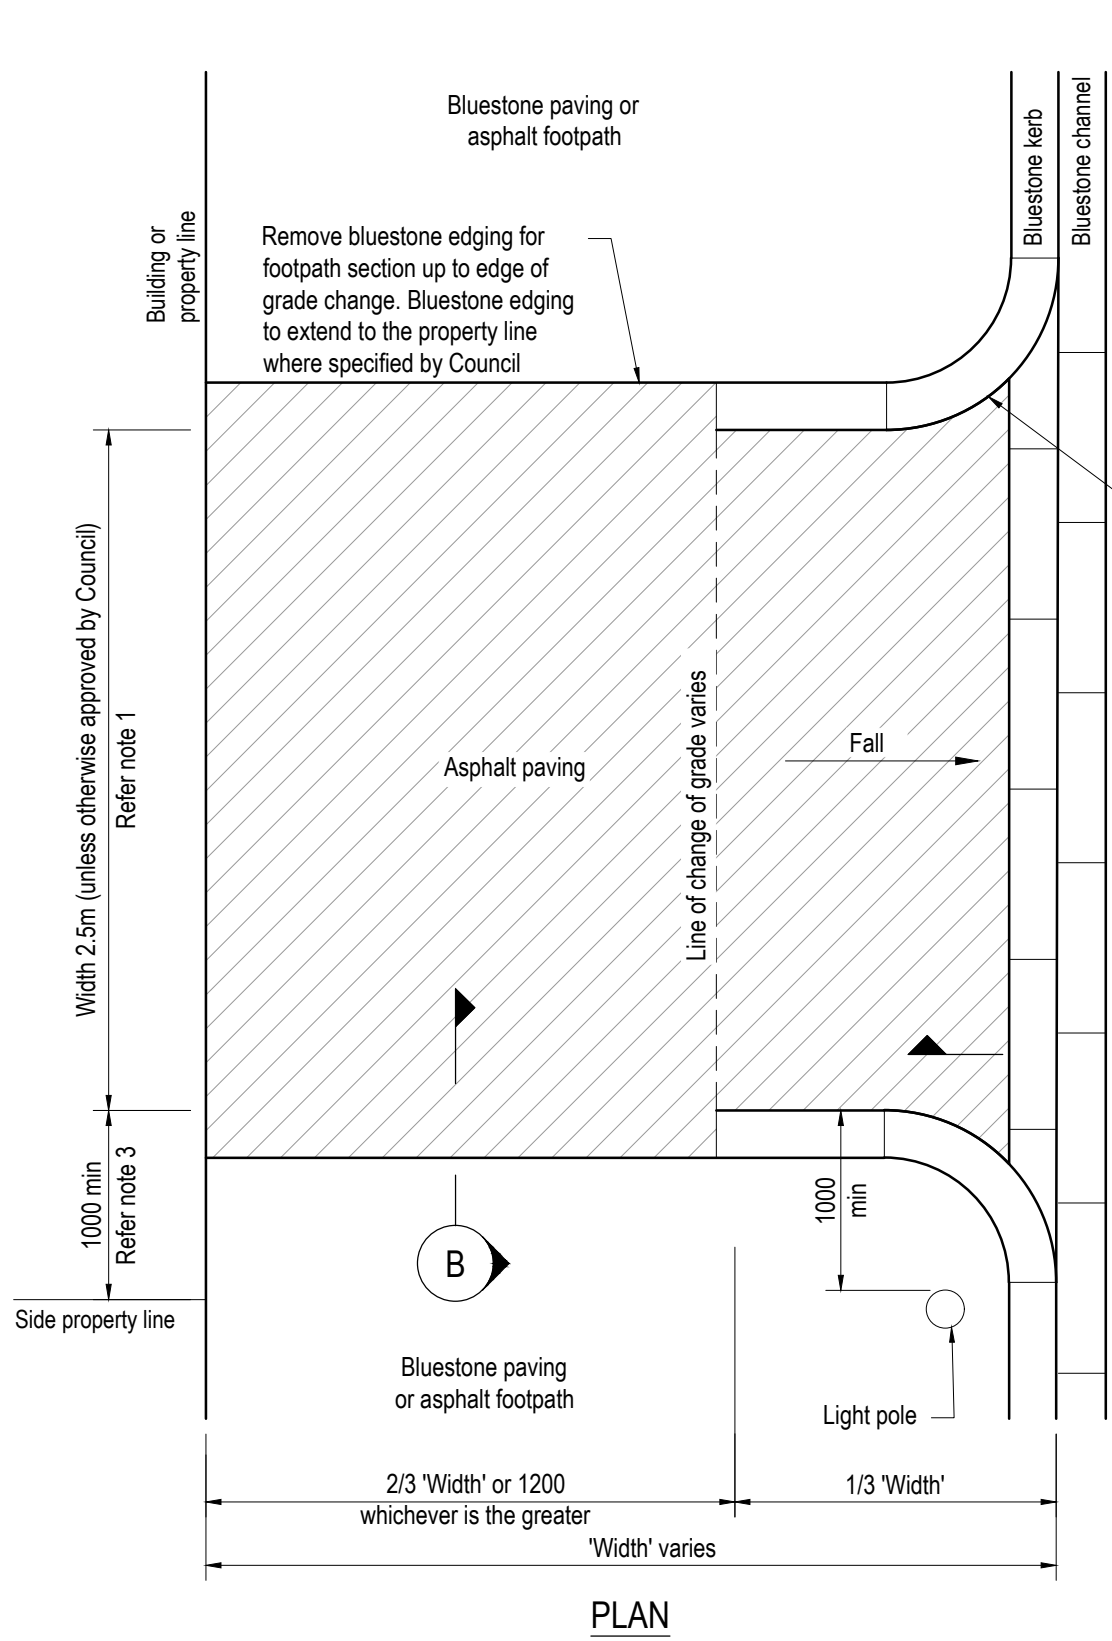 Bluestone paving or
asphalt footpath
Bluestone kerb
Bluestone channel
Building or
property line
Remove bluestone edging for
footpath section up to edge of
grade change. Bluestone edging
to extend to the property line
where specified by Council
Width 2.5m (unless otherwise approved by Council)
Refer note 1
Asphalt paving
Line of change of grade varies
Fall
1000 min
Refer note 3
1000
min
B
Side property line
Bluestone paving
or asphalt footpath
Light pole
2/3 'Width' or 1200
whichever is the greater
1/3 'Width'
'Width' varies
PLAN